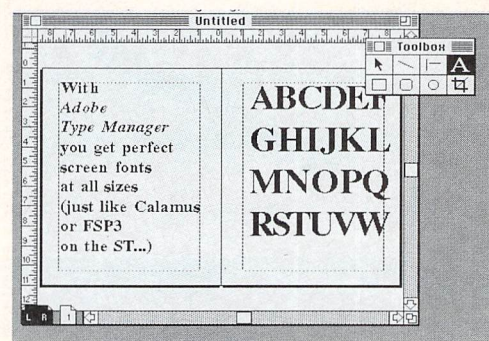 Untitled
Toolbox
A
With
Adobe
Type Manager
you get perfect
screen fonts
at all sizes
(just like Calamus
or FSP3
on the ST...)
ABCDEF
GHIJKL
MNOPQ
RSTUVW
L R 1